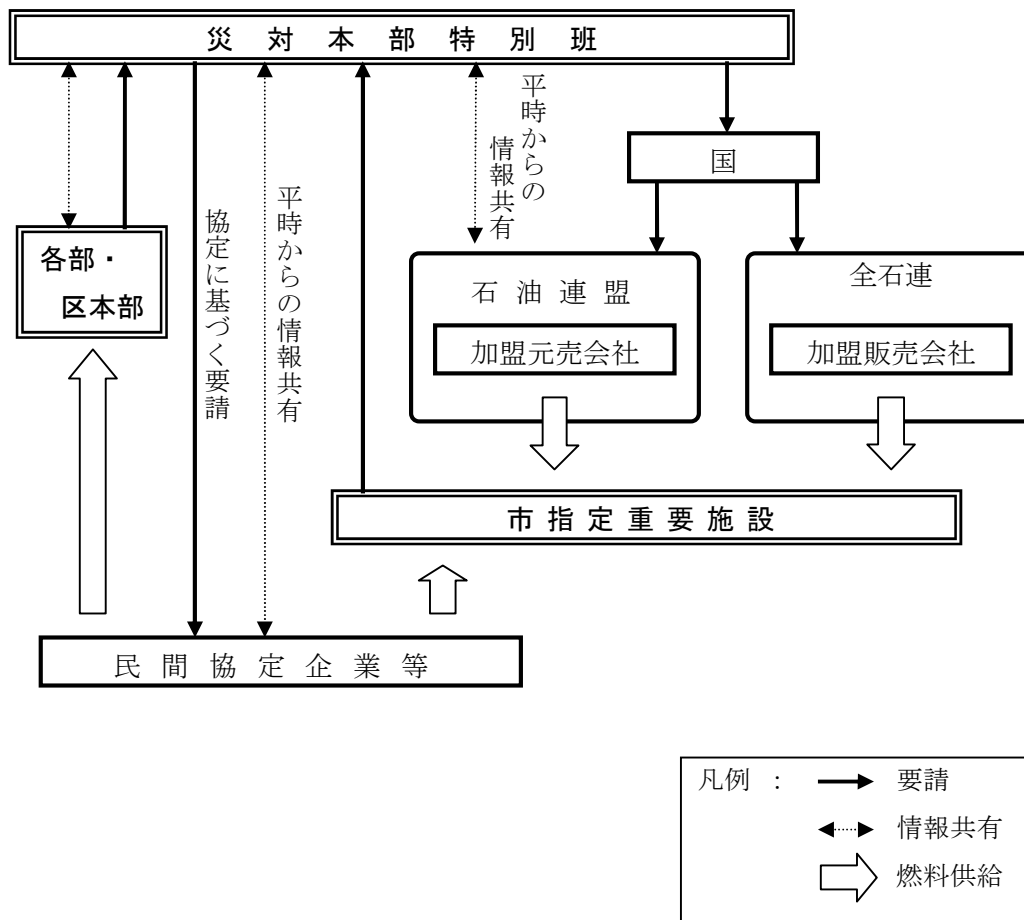 災対本部特別班
国
各部・
区本部
協定に基づく要請
平時からの情報共有
平時からの
情報共有
石油連盟
加盟元売会社
全石連
加盟販売会社
市指定重要施設
民間協定企業等
凡例 :
要請
情報共有
燃料供給